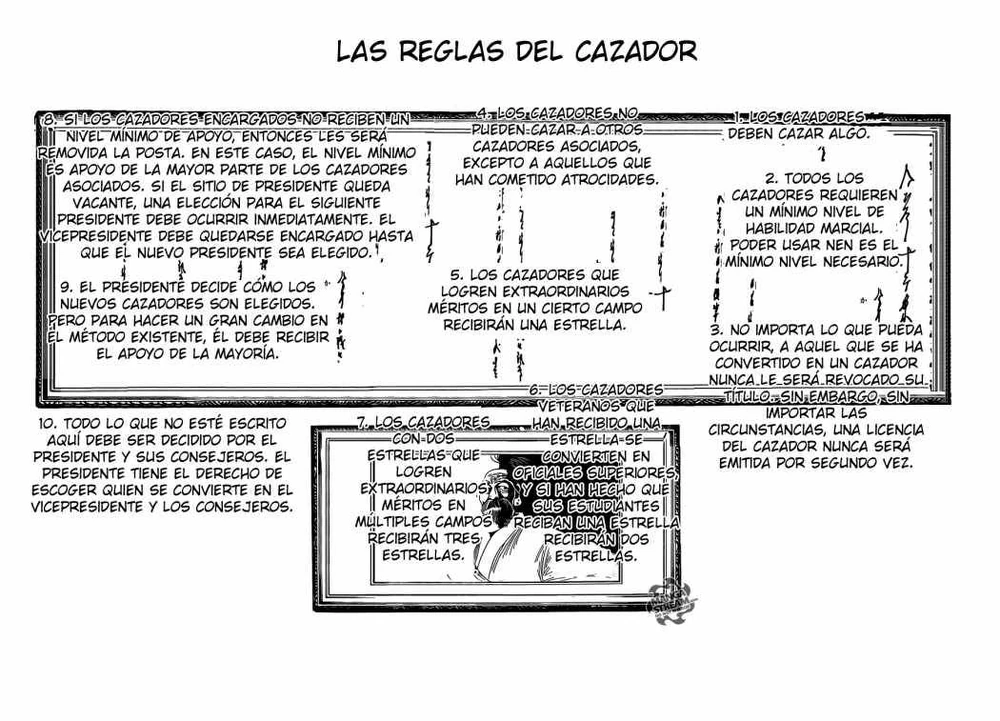 LAS REGLAS DEL CAZADOR
1. LOS CAZADORES
DEBEN CAZAR ALGO.
2. TODOS LOS
CAZADORES REQUIEREN
UN MÍNIMO NIVEL DE
HABILIDAD MARCIAL.
PODER USAR NEN ES EL
MÍNIMO NIVEL NECESARIO.
3. NO IMPORTA LO QUE PUEDA
OCURRIR, A AQUEL QUE SE HA
CONVERTIDO EN UN CAZADOR
NUNCA LE SERÁ REVOCADO SU
TÍTULO. SIN EMBARGO, SIN
IMPORTAR LAS
CIRCUNSTANCIAS, UNA LICENCIA
DEL CAZADOR NUNCA SERÁ
EMITIDA POR SEGUNDO VEZ.
4. LOS CAZADORES NO
PUEDEN CAZAR A OTROS
CAZADORES ASOCIADOS,
EXCEPTO A AQUELLOS QUE
HAN COMETIDO ATROCIDADES.
5. LOS CAZADORES QUE
LOGREN EXTRAORDINARIOS
MÉRITOS EN UN CIERTO CAMPO
RECIBIRÁN UNA ESTRELLA.
6. LOS CAZADORES
VETERANOS QUE
HAN RECIBIDO UNA
ESTRELLA SE
CONVIERTEN EN
OFICIALES SUPERIORES,
Y SI HAN HECHO QUE
SUS ESTUDIANTES
RECIBAN UNA ESTRELLA
RECIBIRÁN DOS
ESTRELLAS.
7. LOS CAZADORES
CON DOS
ESTRELLAS QUE
LOGREN
EXTRAORDINARIOS
MÉRITOS EN
MÚLTIPLES CAMPOS
RECIBIRÁN TRES
ESTRELLAS.
8. SI LOS CAZADORES ENCARGADOS NO RECIBEN UN
NIVEL MÍNIMO DE APOYO, ENTONCES LES SERÁ
REMOVIDA LA POSTA. EN ESTE CASO, EL NIVEL MÍNIMO
ES APOYO DE LA MAYOR PARTE DE LOS CAZADORES
ASOCIADOS. SI EL SITIO DE PRESIDENTE QUEDA
VACANTE, UNA ELECCIÓN PARA EL SIGUIENTE
PRESIDENTE DEBE OCURRIR INMEDIATAMENTE. EL
VICEPRESIDENTE DEBE QUEDARSE ENCARGADO HASTA
QUE EL NUEVO PRESIDENTE SEA ELEGIDO.
9. EL PRESIDENTE DECIDE CÓMO LOS
NUEVOS CAZADORES SON ELEGIDOS.
PERO PARA HACER UN GRAN CAMBIO EN
EL MÉTODO EXISTENTE, ÉL DEBE RECIBIR
EL APOYO DE LA MAYORÍA.
10. TODO LO QUE NO ESTÉ ESCRITO
AQUÍ DEBE SER DECIDIDO POR EL
PRESIDENTE Y SUS CONSEJEROS. EL
PRESIDENTE TIENE EL DERECHO DE
ESCOGER QUIEN SE CONVIERTE EN EL
VICEPRESIDENTE Y LOS CONSEJEROS.
MANGA
STREAM